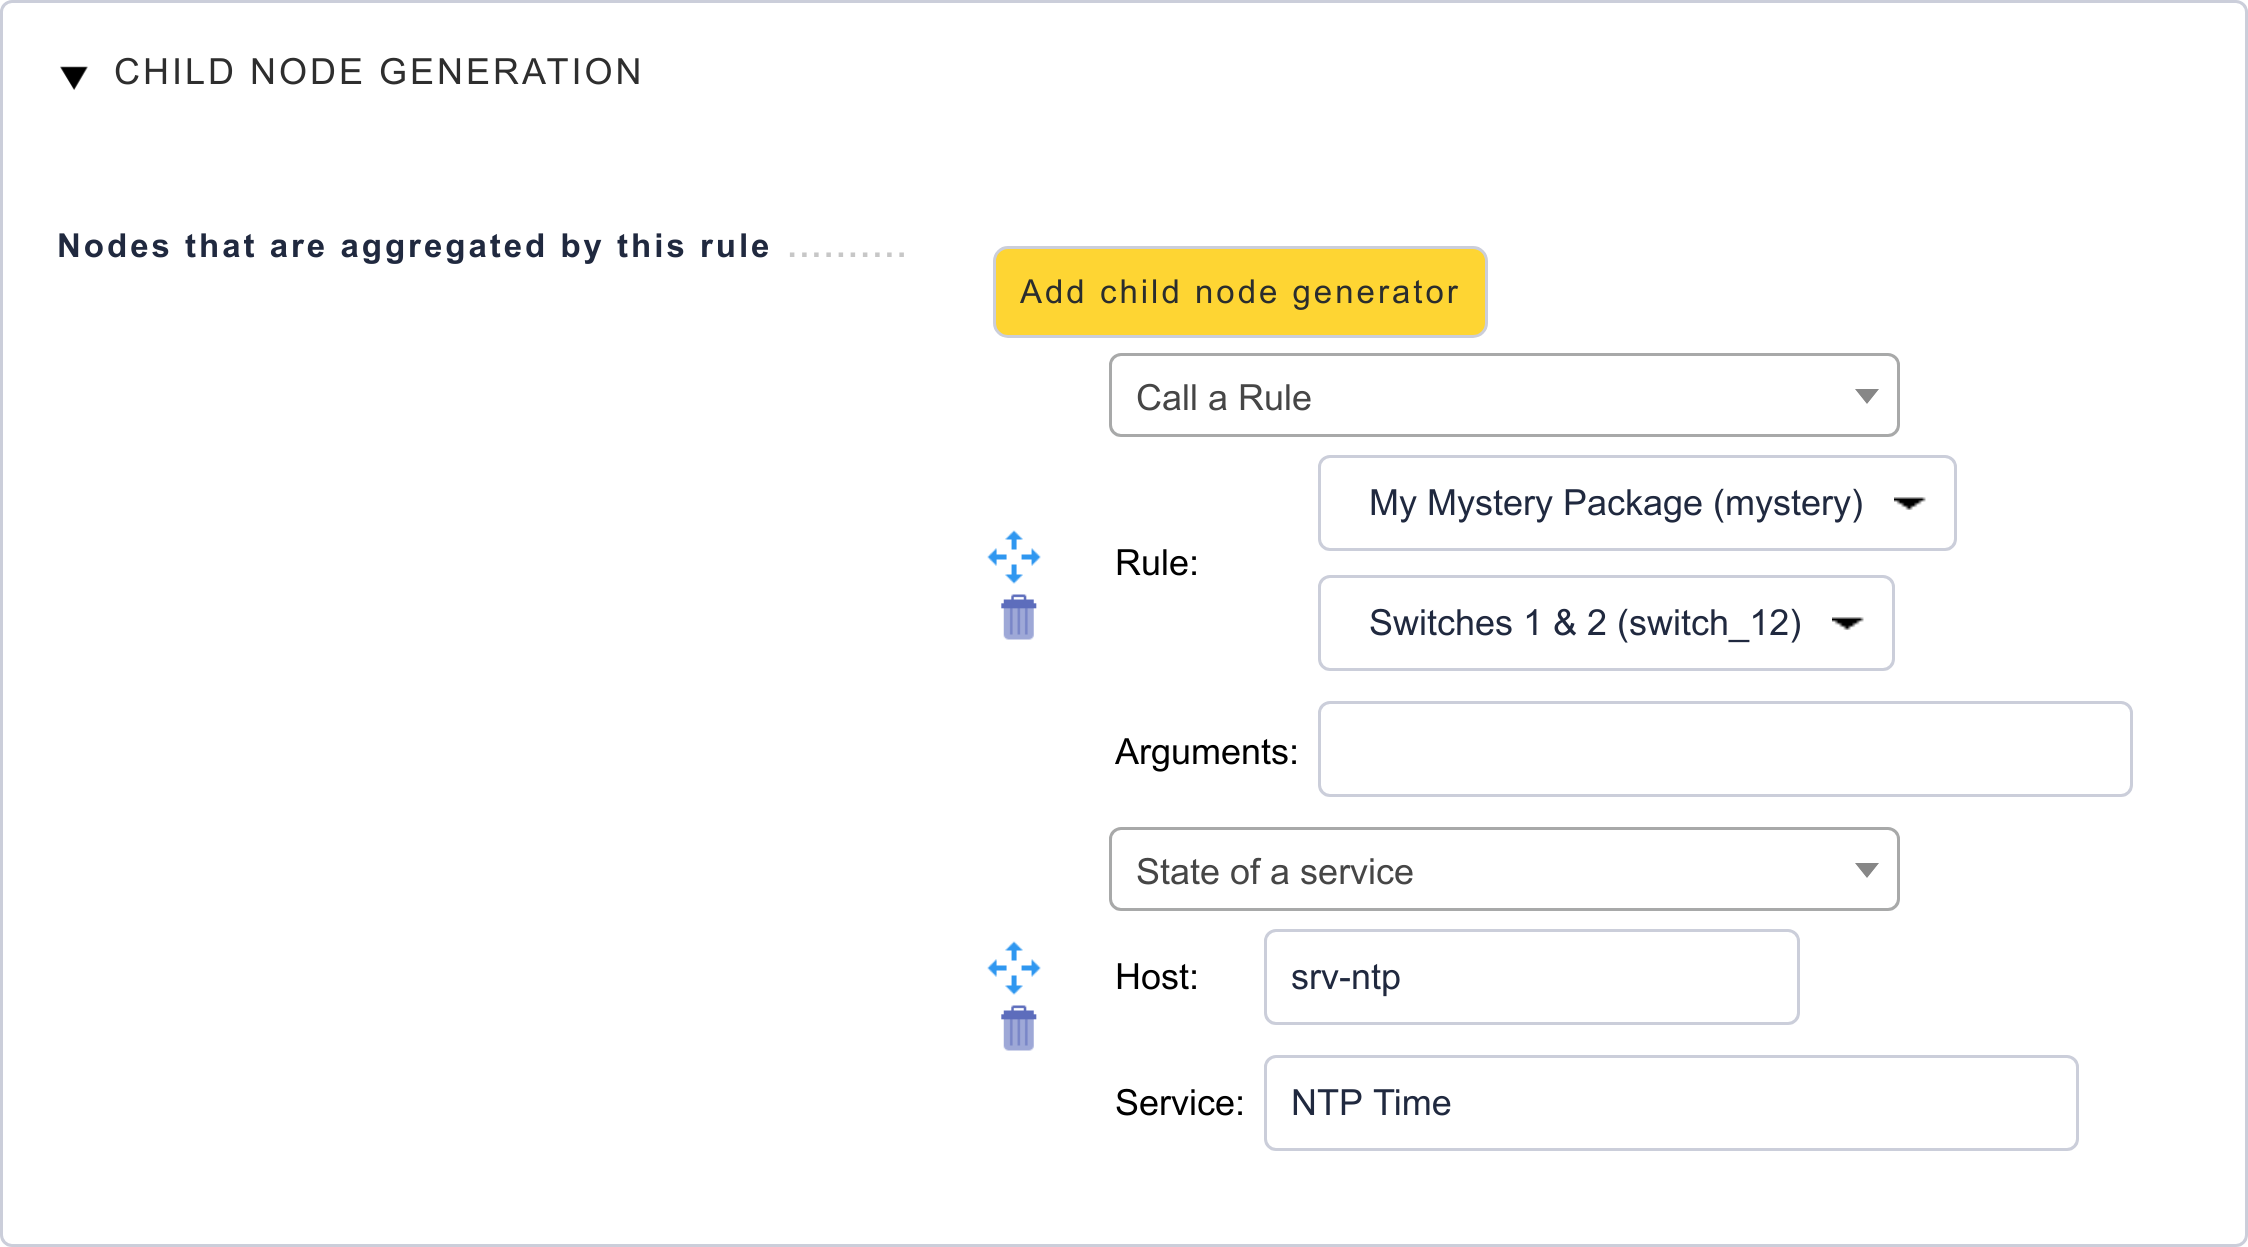 CHILD NODE GENERATION
Nodes that are aggregated by this rule ..........
Add child node generator
Call a Rule
Rule:
My Mystery Package (mystery)
Switches 1 & 2 (switch_12)
Arguments:
State of a service
Host: srv-ntp
Service: NTP Time